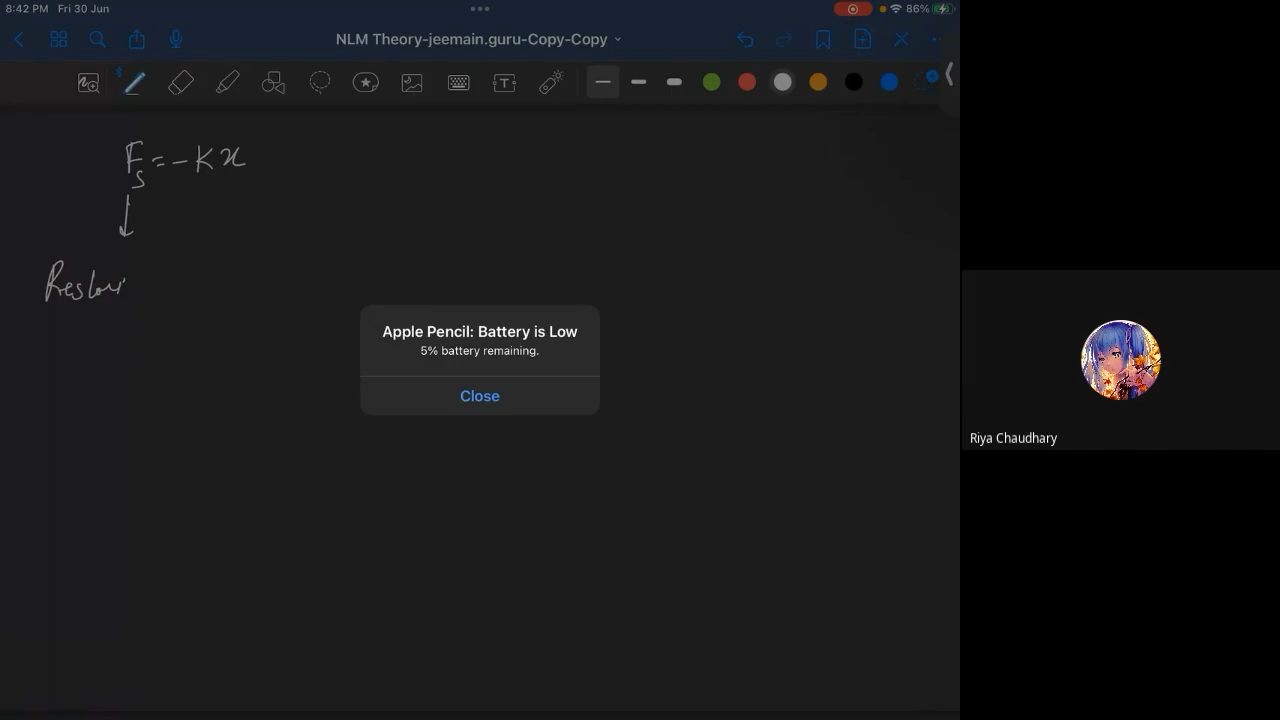 8:42 PM Fri 30 Jun
86%
NLM Theory-jeemain.guru-Copy-Copy
T
Fs = -Kx
Restori
Apple Pencil: Battery is Low
5% battery remaining.
Close
Riya Chaudhary